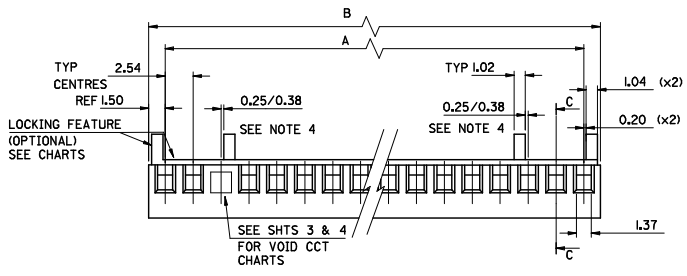 B
A
TYP 2.54
CENTRES
REF 1.50
TYP 1.02
1.04 (x2)
0.25/0.38
SEE NOTE 4
0.25/0.38
SEE NOTE 4
C
0.20 (x2)
LOCKING FEATURE
(OPTIONAL)
SEE CHARTS
1.37
SEE SHTS 3 & 4
FOR VOID CCT
CHARTS
C